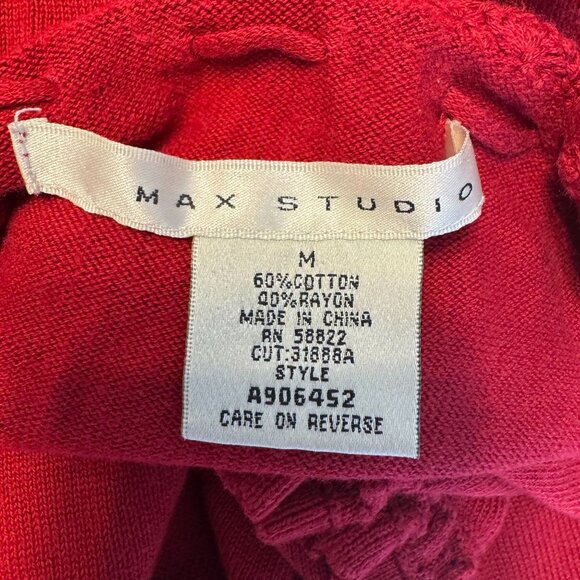 MAX STUDIO
M
60%COTTON
40%RAYON
MADE IN CHINA
RN 58822
CUT:31888A
STYLE
A906452
CARE ON REVERSE